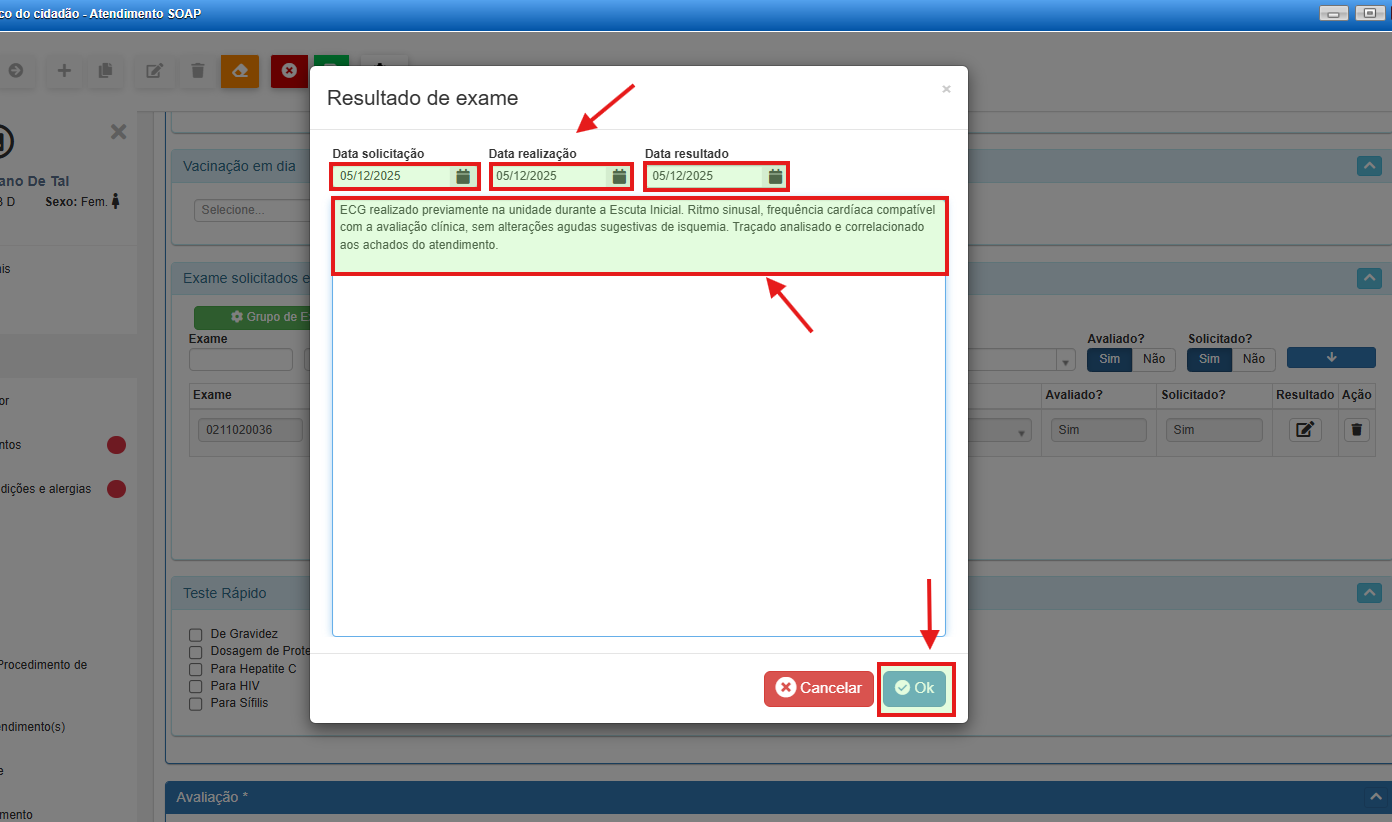 co do cidadão - Atendimento SOAP
Resultado de exame
×
Data solicitação Data realização Data resultado
05/12/2025 05/12/2025 05/12/2025
ECG realizado previamente na unidade durante a Escuta Inicial. Ritmo sinusal, frequência cardíaca compatível
com a avaliação clínica, sem alterações agudas sugestivas de isquemia. Traçado analisado e correlacionado
aos achados do atendimento.
Cancelar Ok
ano De Tal
D Sexo: Fem.
is
or
ntos
dições e alergias
Procedimento de
endimento(s)
e
mento
Vacinação em dia
Selecione...
Exame solicitados e
Grupo de E
Exame Avaliado? Solicitado?
Sim Não Sim Não
Exame Avaliado? Solicitado? Resultado Ação
0211020036 Sim Sim
Teste Rápido
De Gravidez
Dosagem de Prote
Para Hepatite C
Para HIV
Para Sífilis
Avaliação *